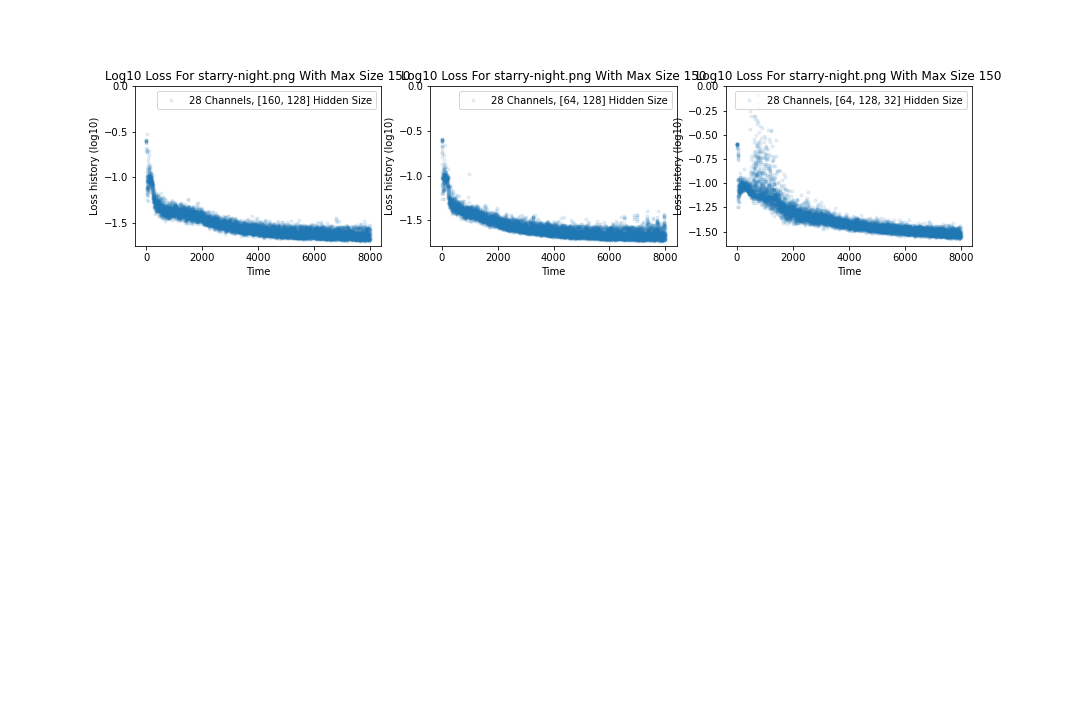 Log10 Loss For starry-night.png With Max Size 150
28 Channels, [160, 128] Hidden Size
Loss history (log10)
0.0
−0.5
−1.0
−1.5
0 2000 4000 6000 8000
Time
Log10 Loss For starry-night.png With Max Size 150
28 Channels, [64, 128] Hidden Size
Loss history (log10)
0.0
−0.5
−1.0
−1.5
0 2000 4000 6000 8000
Time
Log10 Loss For starry-night.png With Max Size 150
28 Channels, [64, 128, 32] Hidden Size
Loss history (log10)
0.00
−0.25
−0.50
−0.75
−1.00
−1.25
−1.50
0 2000 4000 6000 8000
Time